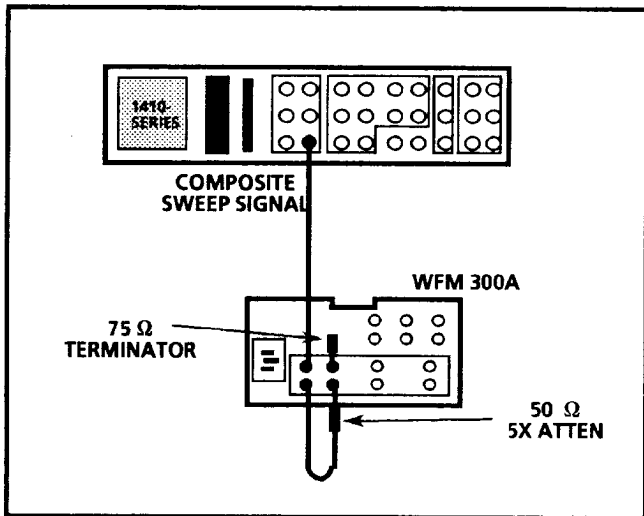 1410-
SERIES
COMPOSITE
SWEEP SIGNAL
WFM 300A
75 Ω
TERMINATOR
50 Ω
5X ATTEN